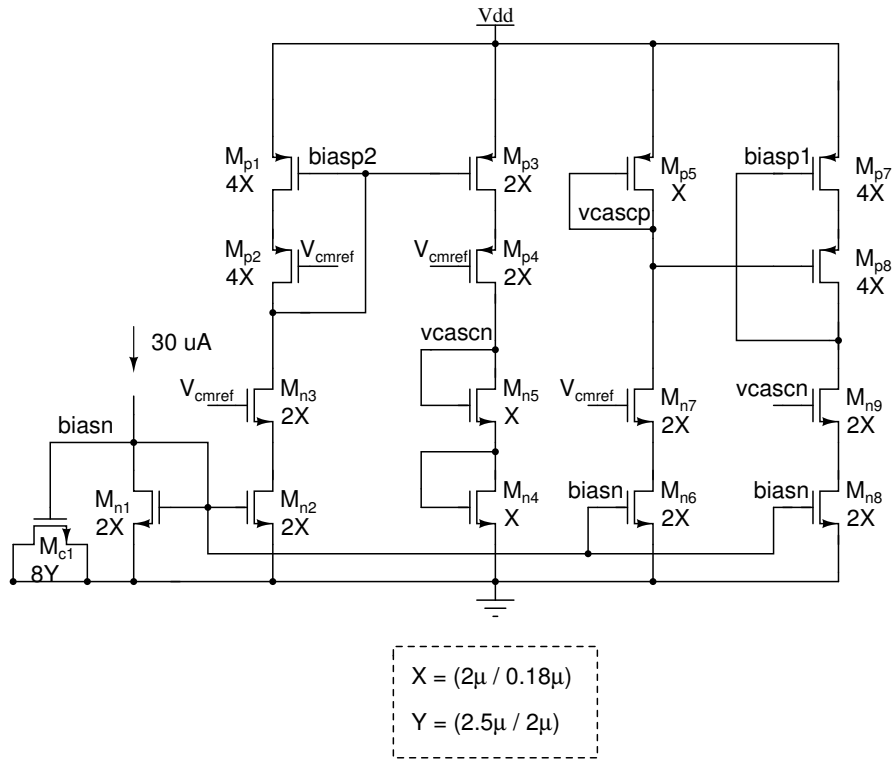 Vdd
Mp1
4X
biasp2
Mp3
2X
Mp5
X
biasp1
Mp7
4X
vcascp
Mp2
4X
Vcmref
Vcmref
Mp4
2X
Mp8
4X
30 uA
vcascn
Vcmref
Mn3
2X
Mn5
X
Vcmref
Mn7
2X
vcascn
Mn9
2X
biasn
Mn1
2X
Mn2
2X
Mn4
X
biasn
Mn6
2X
biasn
Mn8
2X
Mc1
8Y
X = (2μ / 0.18μ)
Y = (2.5μ / 2μ)